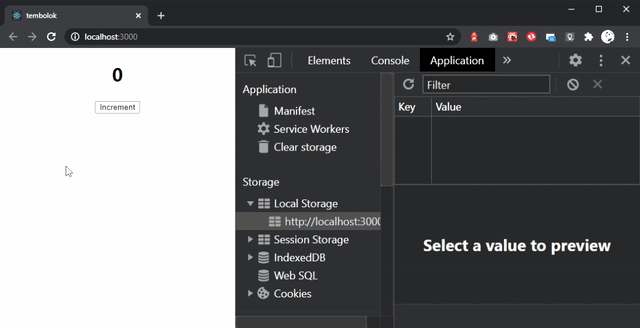 tembolok
localhost:3000
0
Increment
Elements
Console
Application
Application
Manifest
Service Workers
Clear storage
Storage
Local Storage
http://localhost:3000
Session Storage
IndexedDB
Web SQL
Cookies
Filter
Key Value
Select a value to preview